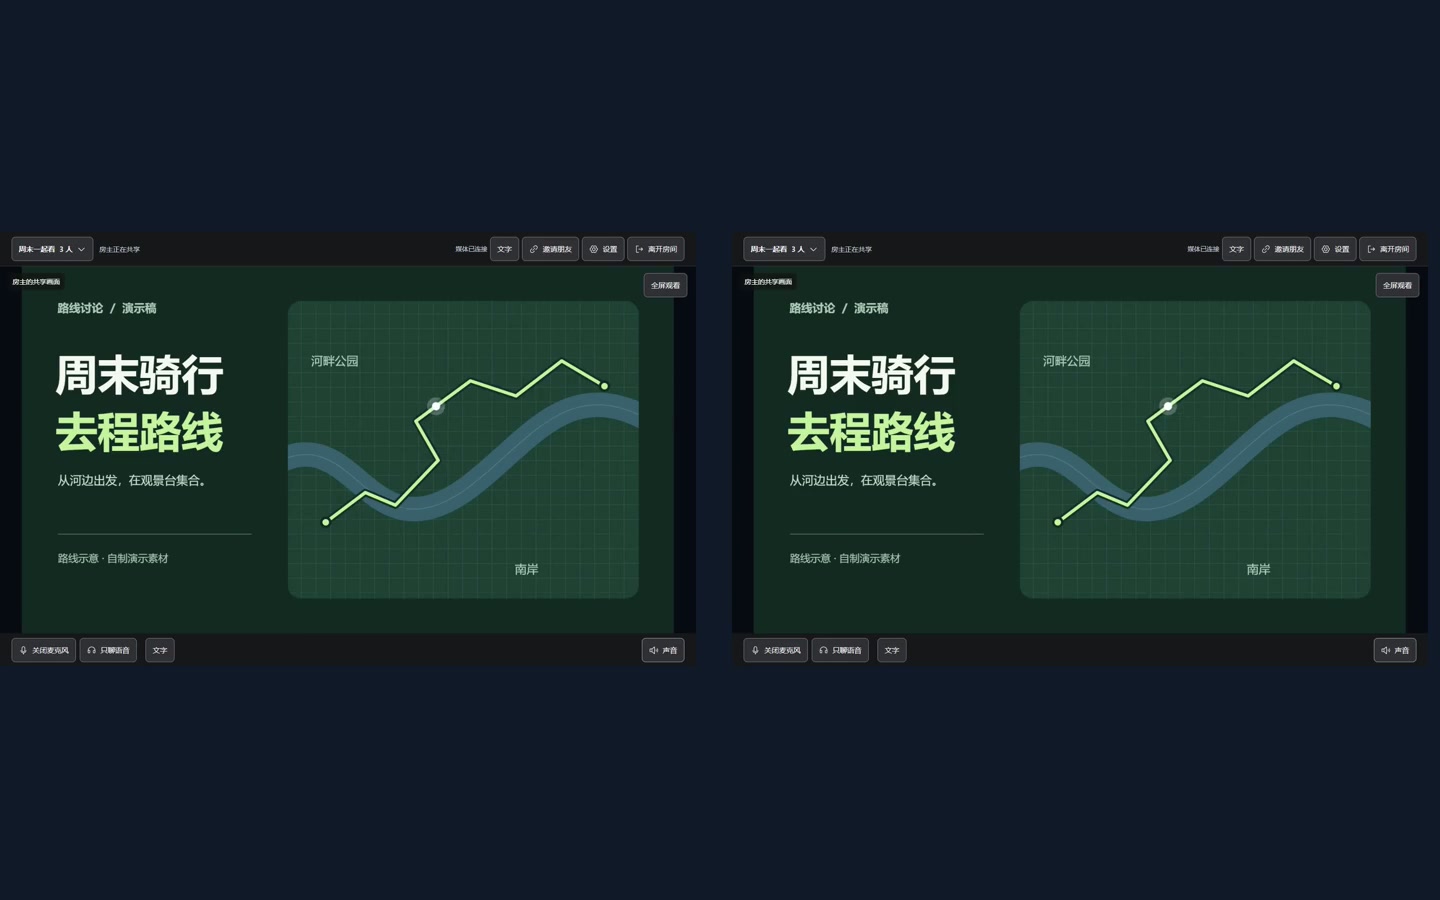 周末一起看 3 人 房主正在共享 媒体已连接 文字 邀请朋友 设置 离开房间
房主的共享画面 全屏观看
路线讨论 / 演示稿
河畔公园
周末骑行
去程路线
从河边出发，在观景台集合。
路线示意 · 自制演示素材
南岸
关闭麦克风 只聊语音 文字 声音
周末一起看 3 人 房主正在共享 媒体已连接 文字 邀请朋友 设置 离开房间
房主的共享画面 全屏观看
路线讨论 / 演示稿
河畔公园
周末骑行
去程路线
从河边出发，在观景台集合。
路线示意 · 自制演示素材
南岸
关闭麦克风 只聊语音 文字 声音